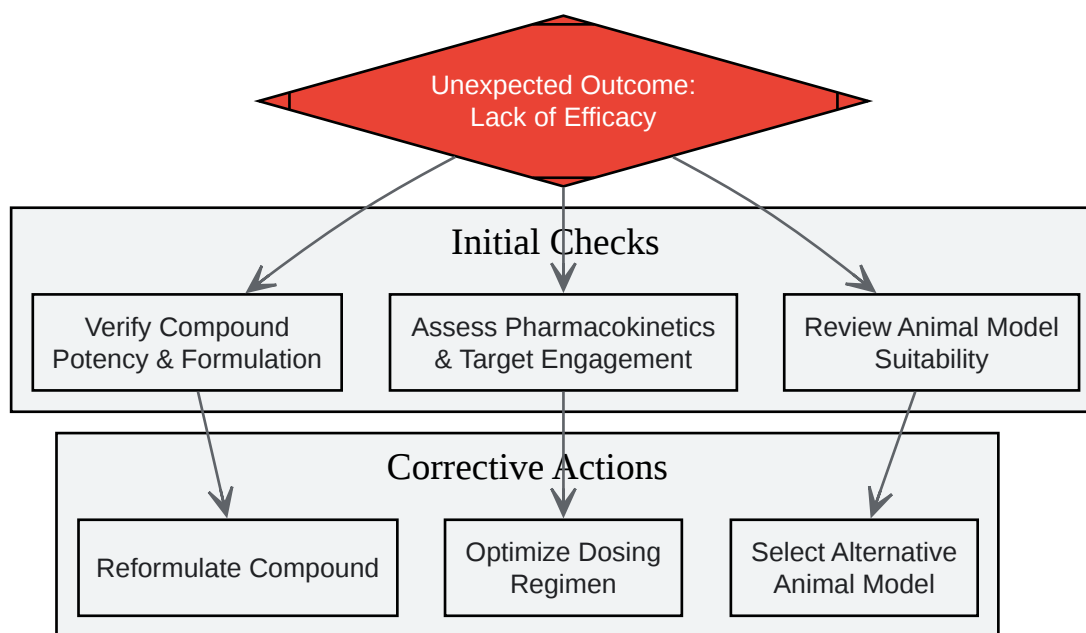 Unexpected Outcome:
Lack of Efficacy
Initial Checks
Verify Compound
Potency & Formulation
Assess Pharmacokinetics
& Target Engagement
Review Animal Model
Suitability
Corrective Actions
Reformulate Compound
Optimize Dosing
Regimen
Select Alternative
Animal Model